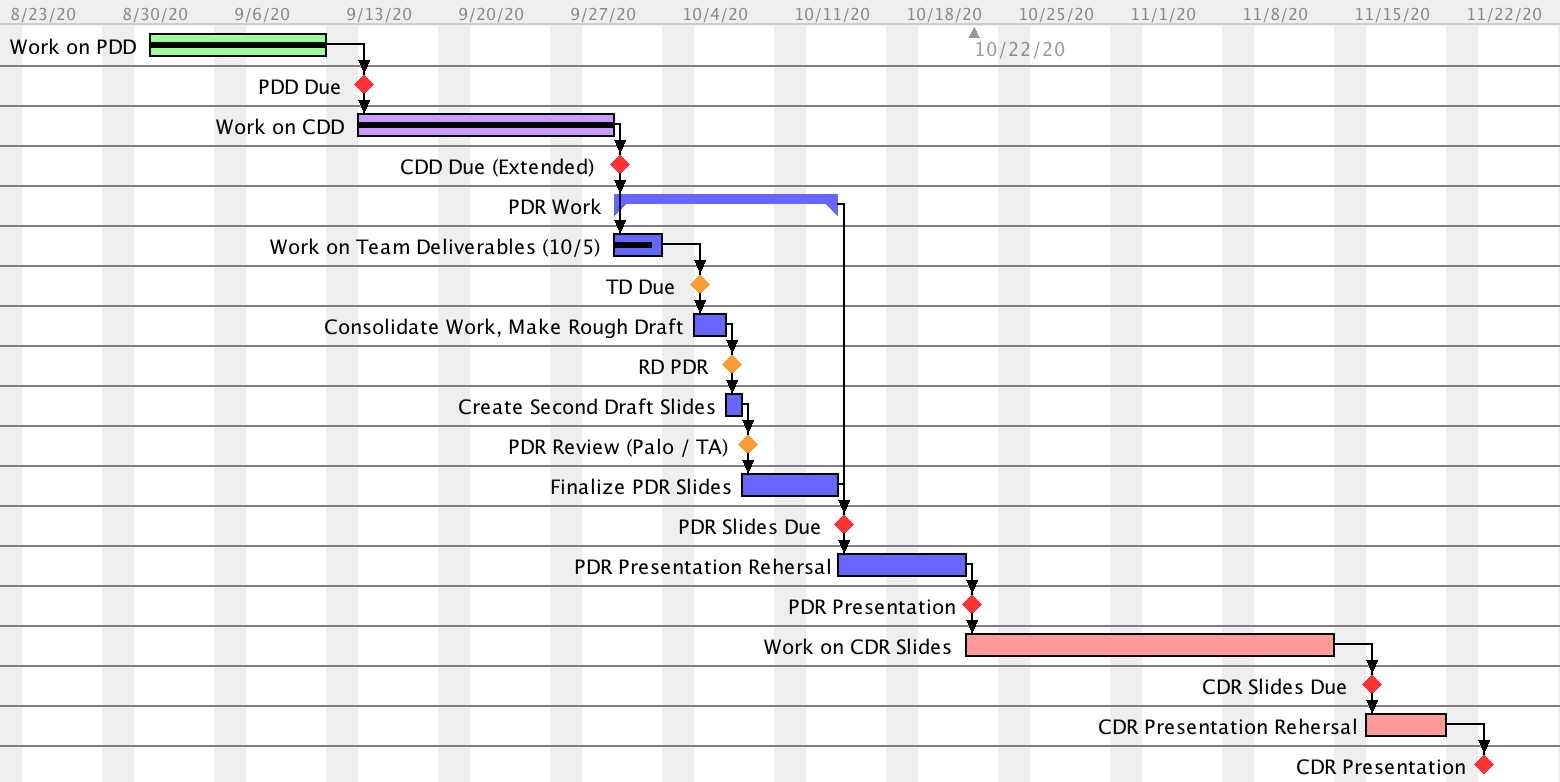 8/23/20 8/30/20 9/6/20 9/13/20 9/20/20 9/27/20 10/4/20 10/11/20 10/18/20 10/25/20 11/1/20 11/8/20 11/15/20 11/22/20
Work on PDD
10/22/20
PDD Due
Work on CDD
CDD Due (Extended)
PDR Work
Work on Team Deliverables (10/5)
TD Due
Consolidate Work, Make Rough Draft
RD PDR
Create Second Draft Slides
PDR Review (Palo / TA)
Finalize PDR Slides
PDR Slides Due
PDR Presentation Rehersal
PDR Presentation
Work on CDR Slides
CDR Slides Due
CDR Presentation Rehersal
CDR Presentation